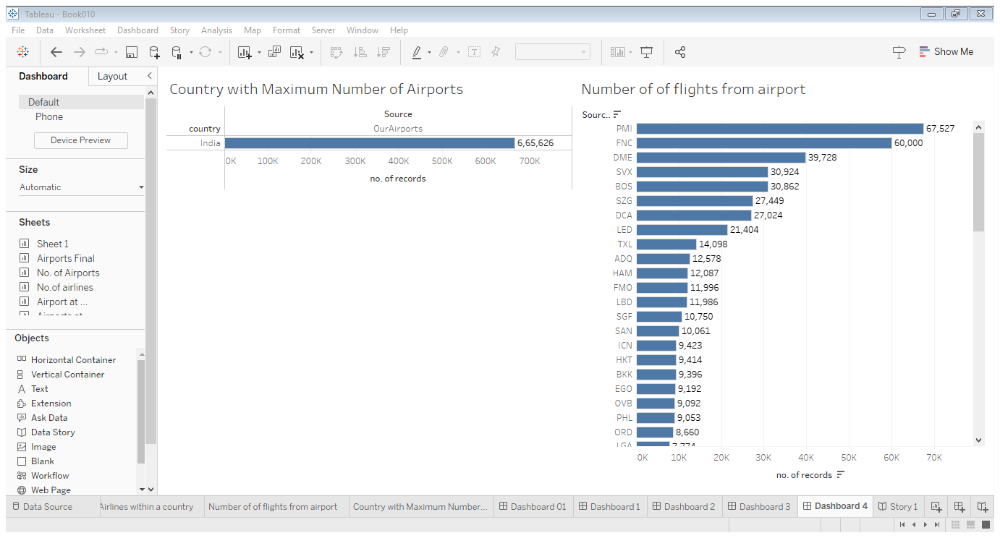 Tableau - Book010
File Data Worksheet Dashboard Story Analysis Map Format Server Window Help
Show Me
Dashboard Layout
Default
Phone
Device Preview
Size
Automatic
Sheets
Sheet 1
Airports Final
No. of Airports
No.of airlines
Airport at ...
Objects
Horizontal Container
Vertical Container
Text
Extension
Ask Data
Data Story
Image
Blank
Workflow
Web Page
Country with Maximum Number of Airports
Source
country OurAirports
India 6,65,626
0K 100K 200K 300K 400K 500K 600K 700K
no. of records
Number of of flights from airport
Sourc..
PMI 67,527
FNC 60,000
DME 39,728
SVX 30,924
BOS 30,862
SZG 27,449
DCA 27,024
LED 21,404
TXL 14,098
ADQ 12,578
HAM 12,087
FMO 11,996
LBD 11,986
SGF 10,750
SAN 10,061
ICN 9,423
HKT 9,414
BKK 9,396
EGO 9,192
OVB 9,092
PHL 9,053
ORD 8,660
LGA 7,774
0K 10K 20K 30K 40K 50K 60K 70K
no. of records
Data Source Airlines within a country Number of of flights from airport Country with Maximum Number... Dashboard 01 Dashboard 1 Dashboard 2 Dashboard 3 Dashboard 4 Story 1